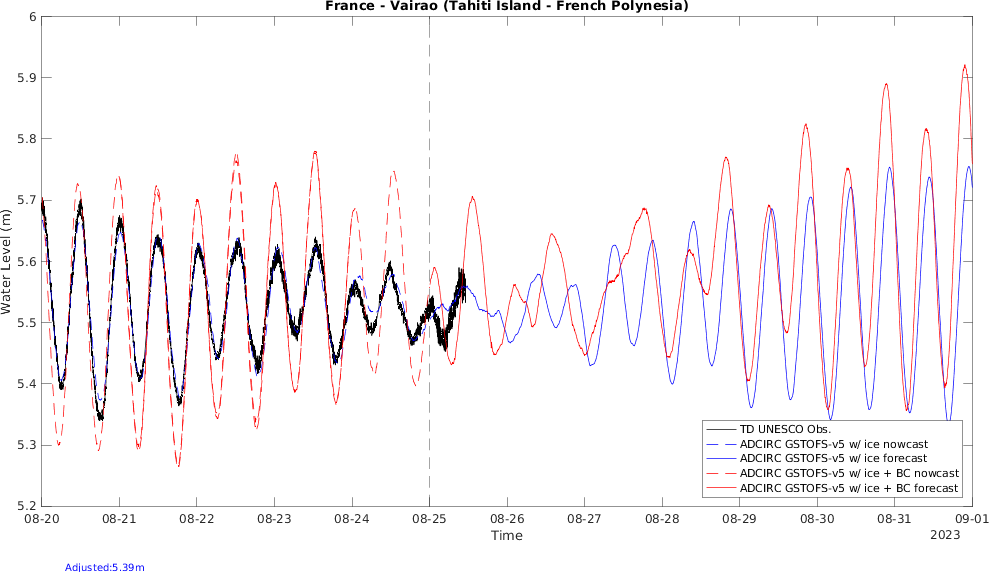 France - Vairao (Tahiti Island - French Polynesia)
6
5.9
5.8
5.7
5.6
5.5
5.4
5.3
5.2
Water Level (m)
TD UNESCO Obs.
ADCIRC GSTOFS-v5 w/ ice nowcast
ADCIRC GSTOFS-v5 w/ ice forecast
ADCIRC GSTOFS-v5 w/ ice + BC nowcast
ADCIRC GSTOFS-v5 w/ ice + BC forecast
08-20 08-21 08-22 08-23 08-24 08-25 08-26 08-27 08-28 08-29 08-30 08-31 09-01
Time
2023
Adjusted:5.39m